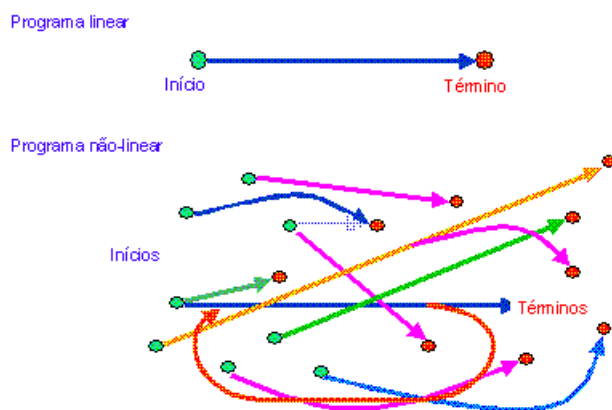 Programa linear
Início
Término
Programa não-linear
Inícios
Términos